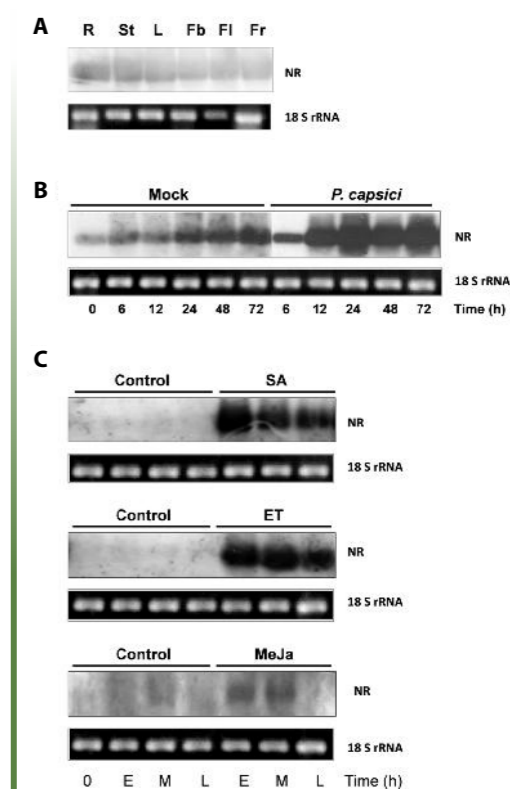 A
R St L Fb Fl Fr
NR
18 S rRNA
B
Mock P. capsici
NR
18 S rRNA
0 6 12 24 48 72 6 12 24 48 72 Time (h)
C
Control SA
NR
18 S rRNA
Control ET
NR
18 S rRNA
Control MeJa
NR
18 S rRNA
0 E M L E M L Time (h)